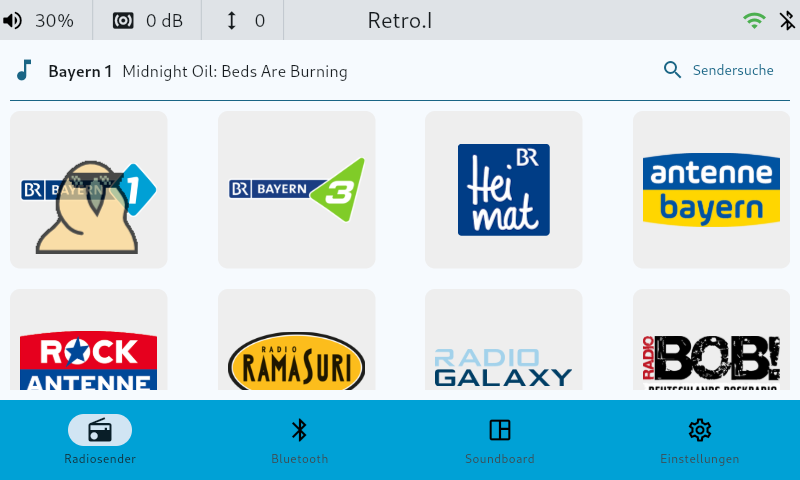 30% 0 dB 0 Retro.I
Bayern 1 Midnight Oil: Beds Are Burning Sendersuche
BR BAYERN 1
BR BAYERN 3
BR
Hei
mat
antenne
bayern
ROCK
ANTENNE
RADIO
RAMASURI
RADIO
GALAXY
RADIO
BOB!
DEUTSCHLANDS ROCKRADIO
Radiosender Bluetooth Soundboard Einstellungen